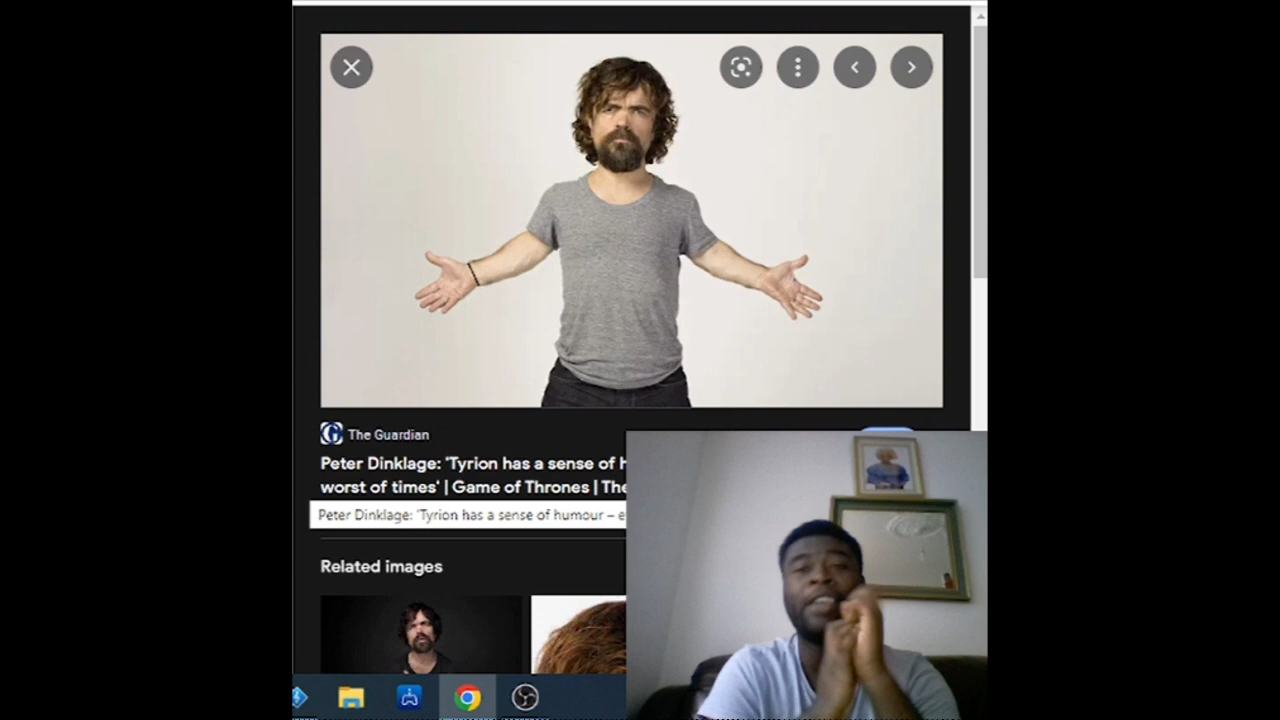 The Guardian
Peter Dinklage: 'Tyrion has a sense of h
worst of times' | Game of Thrones | The
Peter Dinklage: 'Tyrion has a sense of humour – e
Related images